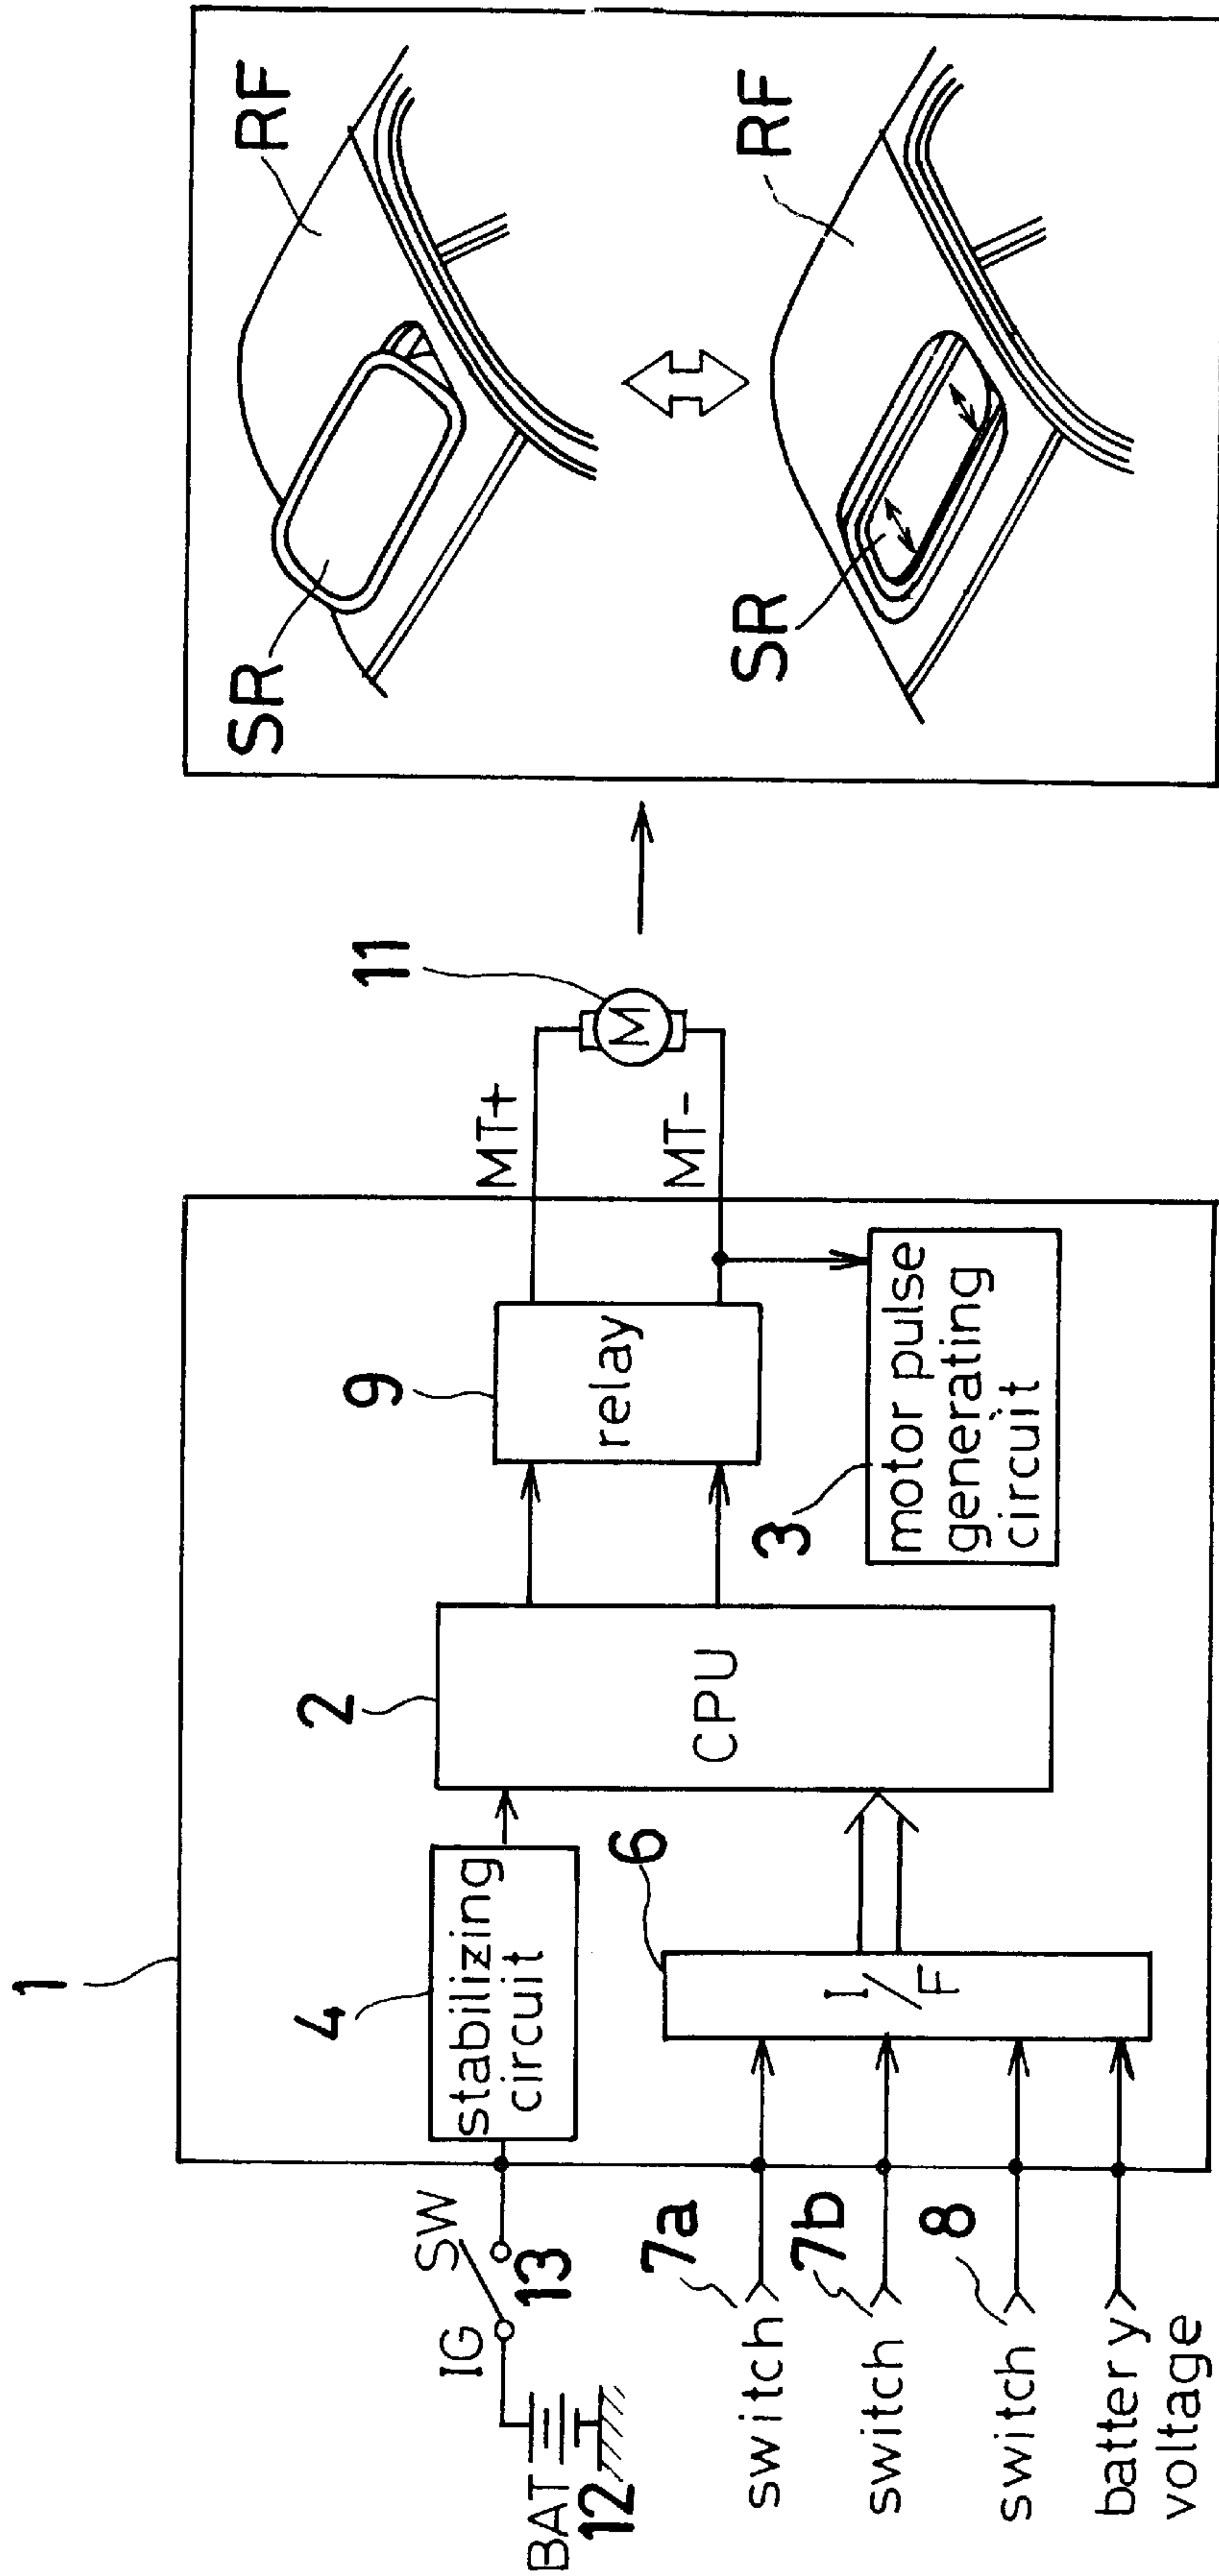 1
BAT
12
IG
SW
13
4
stabilizing
circuit
2
CPU
9
relay
MT+
MT-
11
M
3
motor pulse
generating
circuit
6
I/F
switch
7a
switch
7b
switch
8
battery
voltage
SR
RF
SR
RF